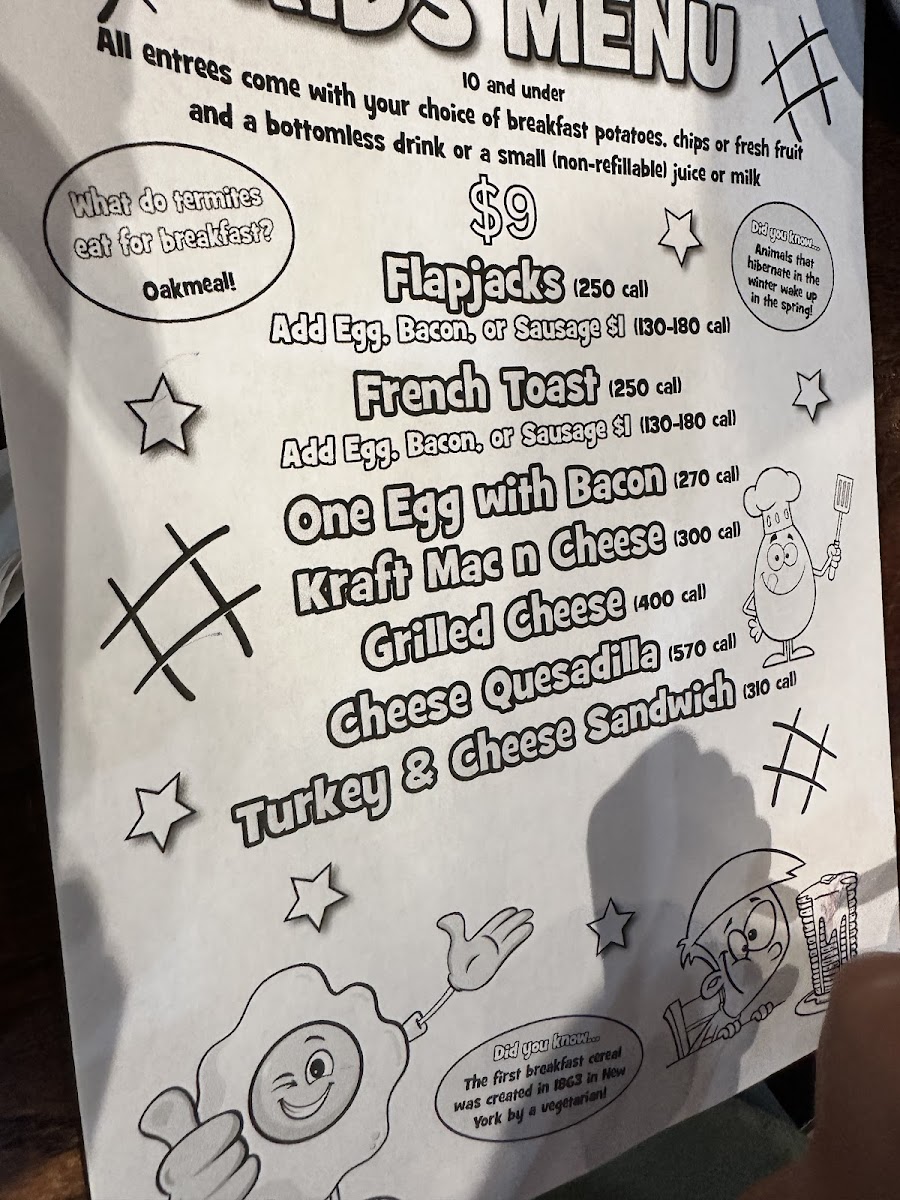 KIDS MENU
10 and under
All entrees come with your choice of breakfast potatoes, chips or fresh fruit
and a bottomless drink or a small (non-refillable) juice or milk
$9
What do termites
eat for breakfast?
Oakmeal!
Did you know...
Animals that
hibernate in the
winter wake up
in the spring!
Flapjacks (250 cal)
Add Egg, Bacon, or Sausage $1 (130-180 cal)
French Toast (250 cal)
Add Egg, Bacon, or Sausage $1 (130-180 cal)
One Egg with Bacon (270 cal)
Kraft Mac n Cheese (300 cal)
Grilled Cheese (400 cal)
Cheese Quesadilla (570 cal)
Turkey & Cheese Sandwich (310 cal)
Did you know...
The first breakfast cereal
was created in 1863 in New
York by a vegetarian!